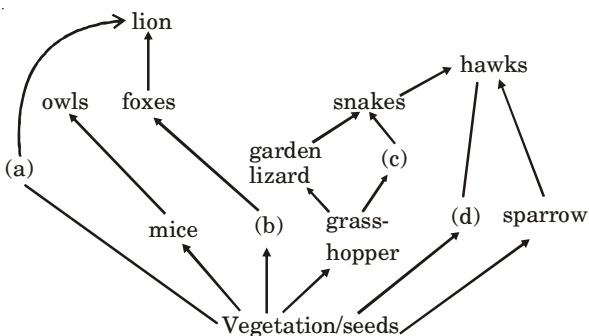 lion
hawks
owls foxes snakes
garden
lizard
(c)
(a)
mice
(b)
grass-
hopper
(d)
sparrow
Vegetation/seeds